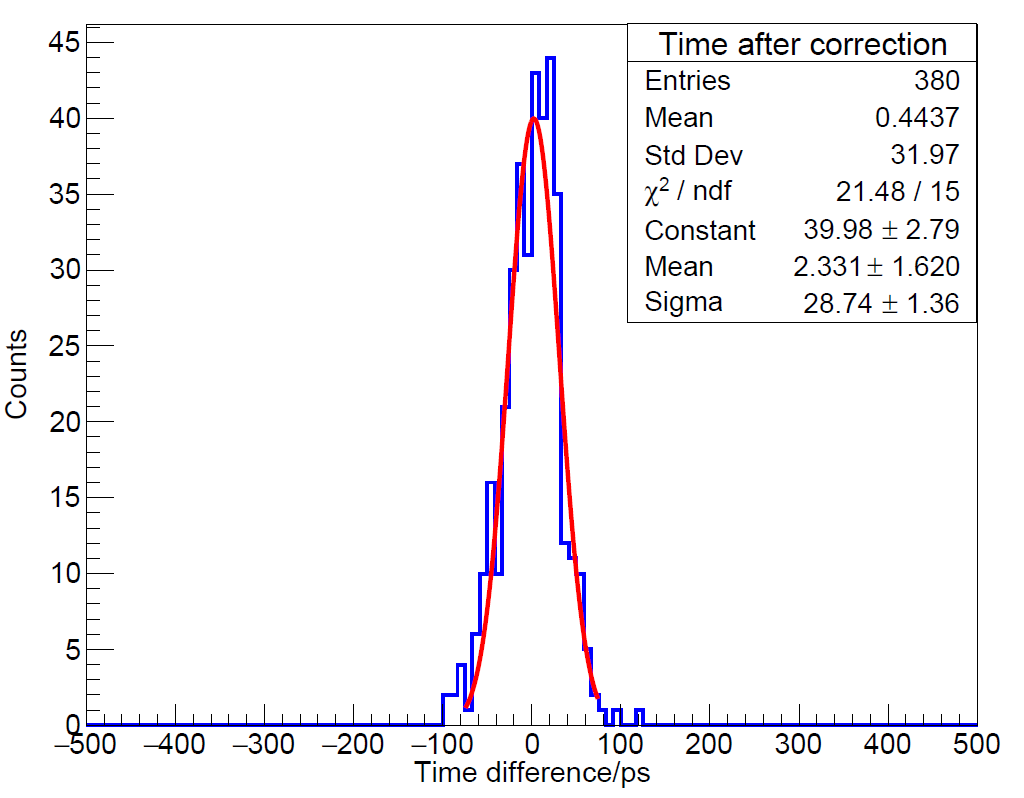 Time after correction
Entries 380
Mean 0.4437
Std Dev 31.97
χ² / ndf 21.48 / 15
Constant 39.98 ± 2.79
Mean 2.331 ± 1.620
Sigma 28.74 ± 1.36
45
40
35
30
25
20
15
10
5
0
Counts
−500 −400 −300 −200 −100 0 100 200 300 400 500
Time difference/ps